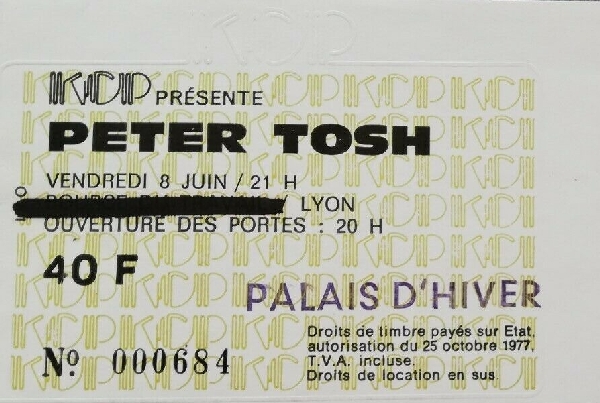 KCP PRÉSENTE
PETER TOSH
VENDREDI 8 JUIN / 21 H
LYON
OUVERTURE DES PORTES : 20 H
40 F
PALAIS D'HIVER
Droits de timbre payés sur Etat,
autorisation du 25 octobre 1977,
T.V.A. incluse.
Droits de location en sus.
Nº 000684